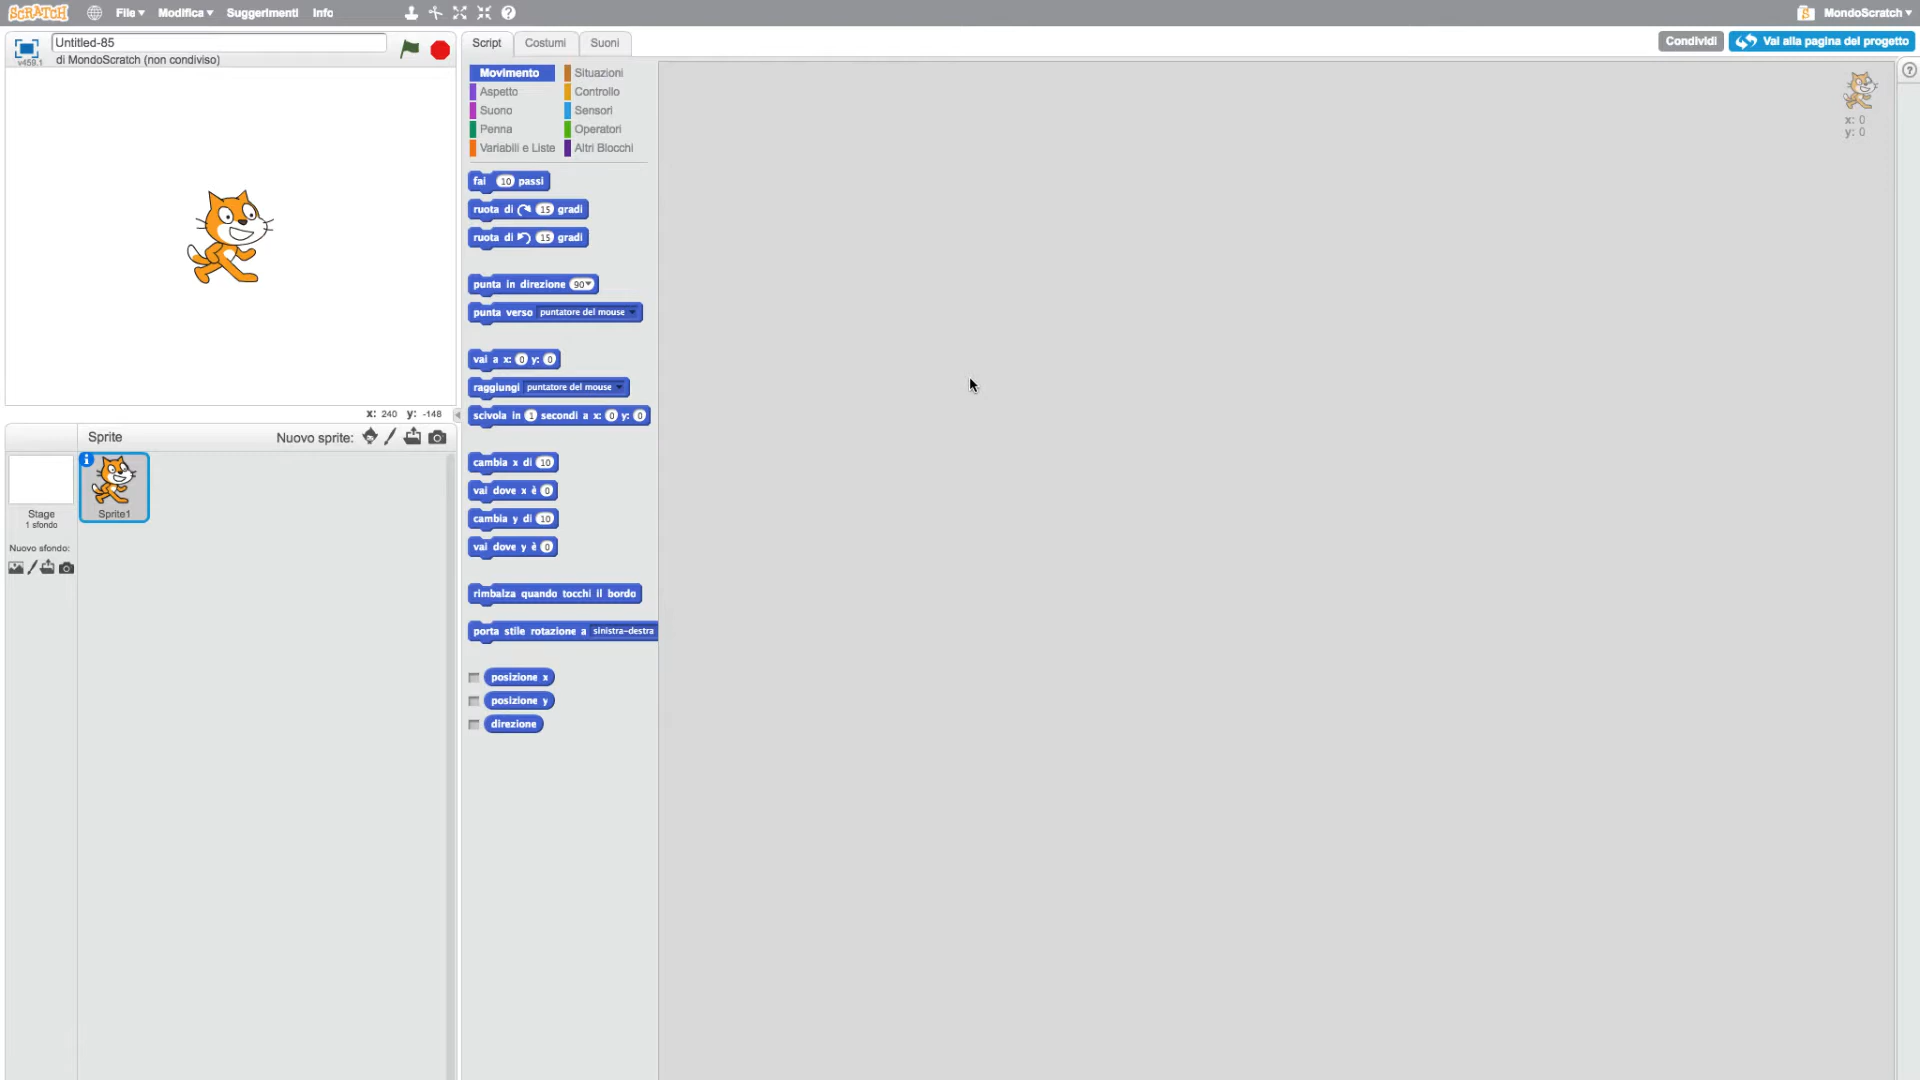 SCRATCH File Modifica Suggerimenti Info MondoScratch
Untitled-85
di MondoScratch (non condiviso)
v459.1
Script Costumi Suoni
Condividi Vai alla pagina del progetto
Movimento Situazioni
Aspetto Controllo
Suono Sensori
Penna Operatori
Variabili e Liste Altri Blocchi
x: 0
y: 0
fai 10 passi
ruota di 15 gradi
ruota di 15 gradi
punta in direzione 90
punta verso puntatore del mouse
vai a x: 0 y: 0
raggiungi puntatore del mouse
scivola in 1 secondi a x: 0 y: 0
cambia x di 10
vai dove x è 0
cambia y di 10
vai dove y è 0
rimbalza quando tocchi il bordo
porta stile rotazione a sinistra-destra
posizione x
posizione y
direzione
x: 240 y: -148
Sprite Nuovo sprite:
Sprite1
Stage
1 sfondo
Nuovo sfondo: